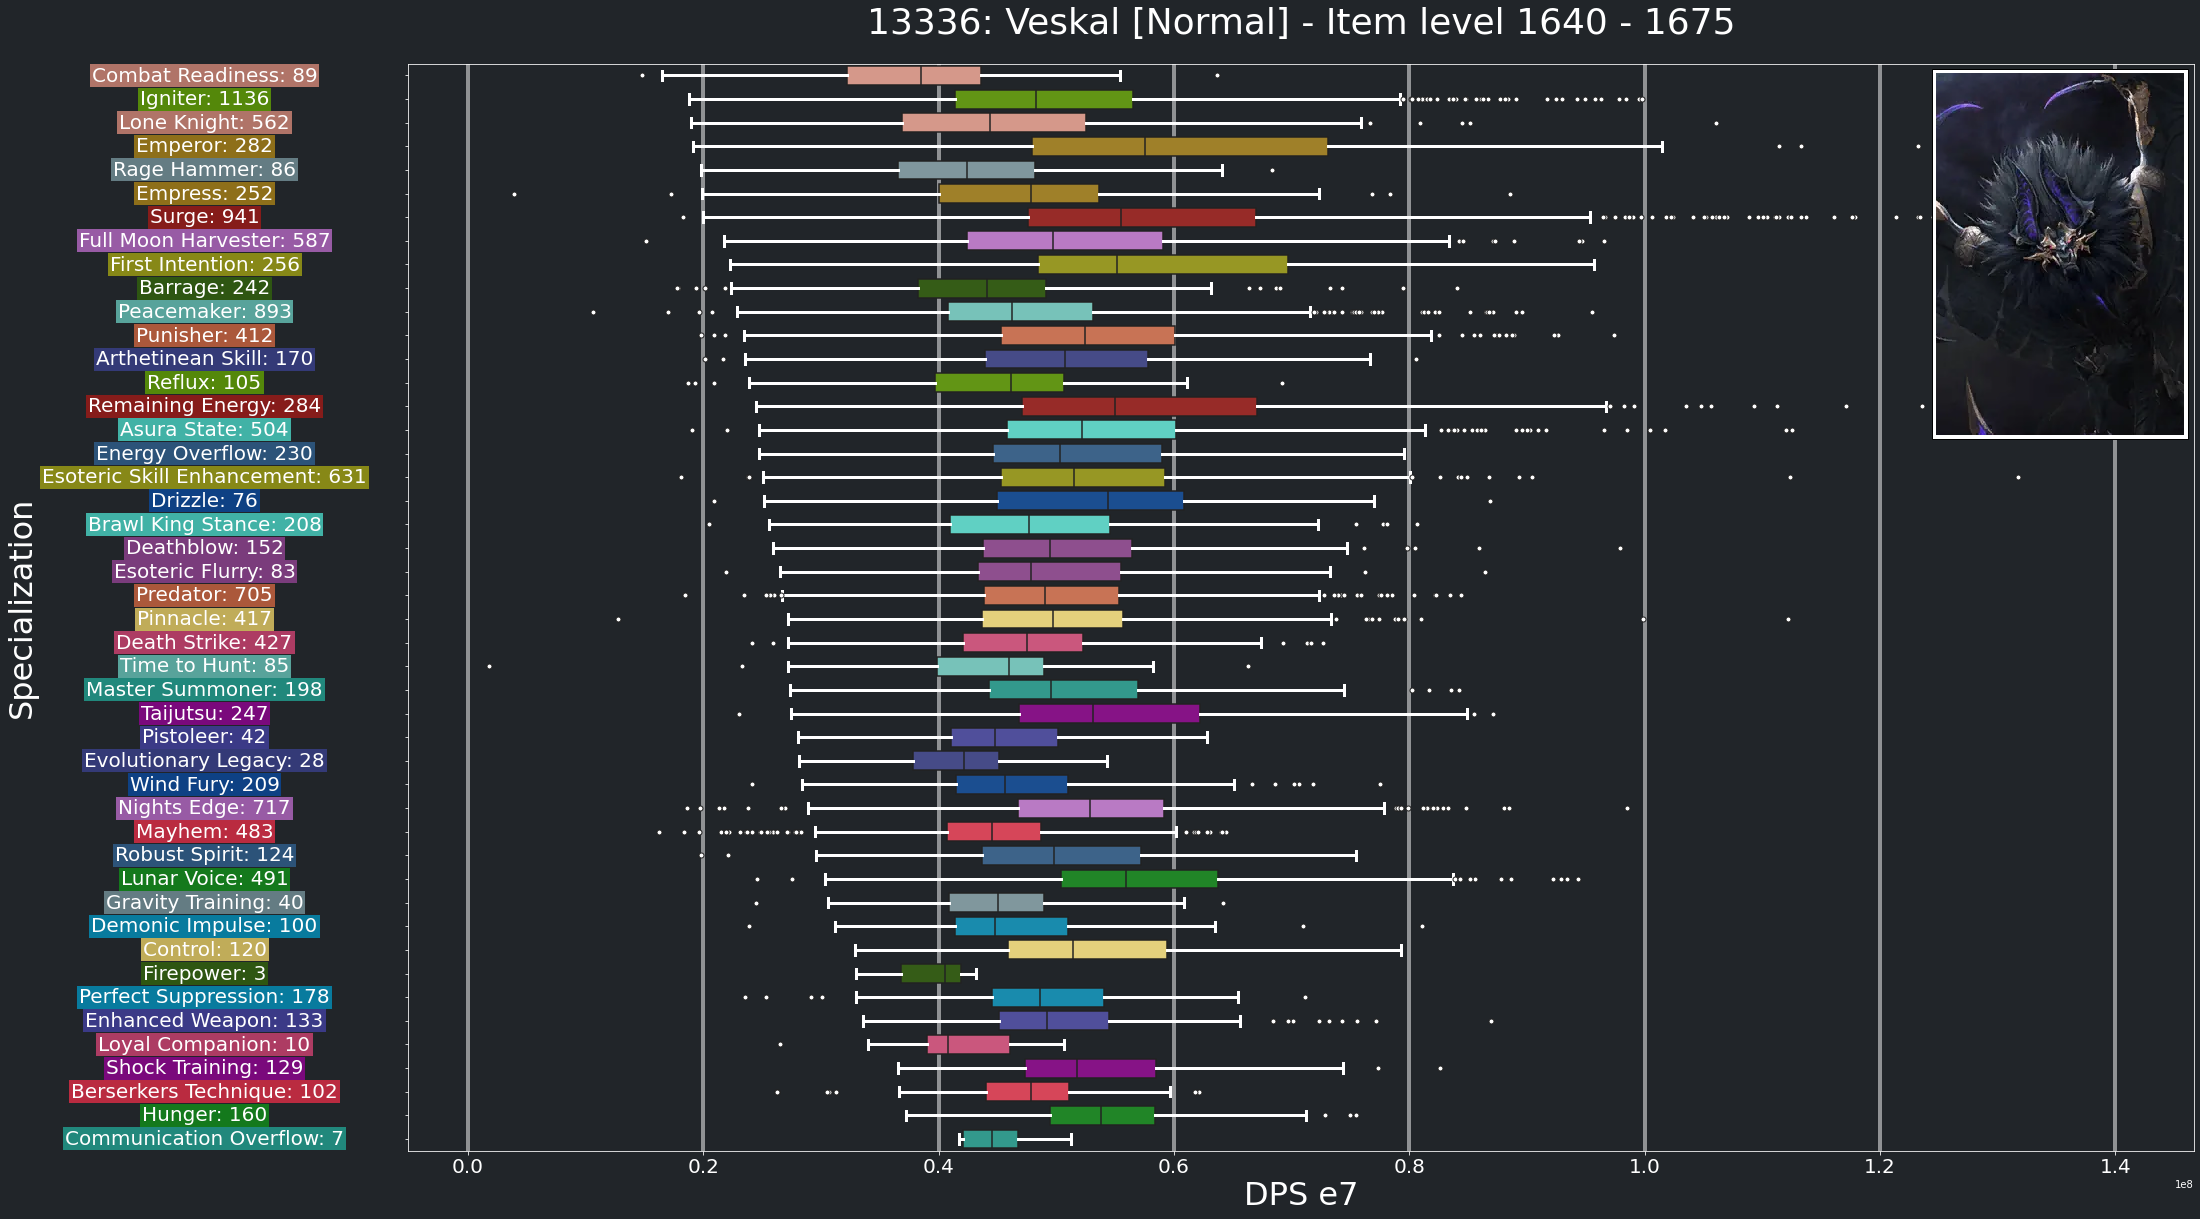 13336: Veskal [Normal] - Item level 1640 - 1675
Combat Readiness: 89
Igniter: 1136
Lone Knight: 562
Emperor: 282
Rage Hammer: 86
Empress: 252
Surge: 941
Full Moon Harvester: 587
First Intention: 256
Barrage: 242
Peacemaker: 893
Punisher: 412
Arthetinean Skill: 170
Reflux: 105
Remaining Energy: 284
Asura State: 504
Energy Overflow: 230
Esoteric Skill Enhancement: 631
Drizzle: 76
Brawl King Stance: 208
Deathblow: 152
Esoteric Flurry: 83
Predator: 705
Pinnacle: 417
Death Strike: 427
Time to Hunt: 85
Master Summoner: 198
Taijutsu: 247
Pistoleer: 42
Evolutionary Legacy: 28
Wind Fury: 209
Nights Edge: 717
Mayhem: 483
Robust Spirit: 124
Lunar Voice: 491
Gravity Training: 40
Demonic Impulse: 100
Control: 120
Firepower: 3
Perfect Suppression: 178
Enhanced Weapon: 133
Loyal Companion: 10
Shock Training: 129
Berserkers Technique: 102
Hunger: 160
Communication Overflow: 7
Specialization
0.0 0.2 0.4 0.6 0.8 1.0 1.2 1.4
1e8
DPS e7